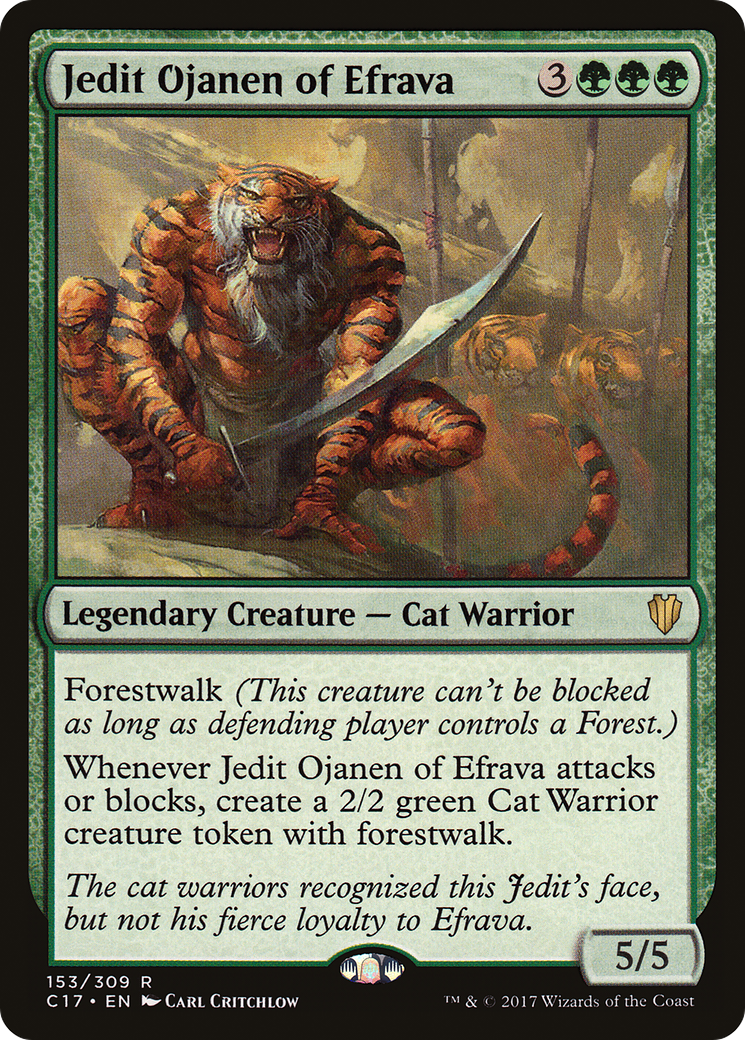 Jedit Ojanen of Efrava 3
Legendary Creature — Cat Warrior
Forestwalk (This creature can't be blocked
as long as defending player controls a Forest.)
Whenever Jedit Ojanen of Efrava attacks
or blocks, create a 2/2 green Cat Warrior
creature token with forestwalk.
The cat warriors recognized this Jedit's face,
but not his fierce loyalty to Efrava.
5/5
153/309 R
C17 • EN Carl Critchlow
™ & © 2017 Wizards of the Coast